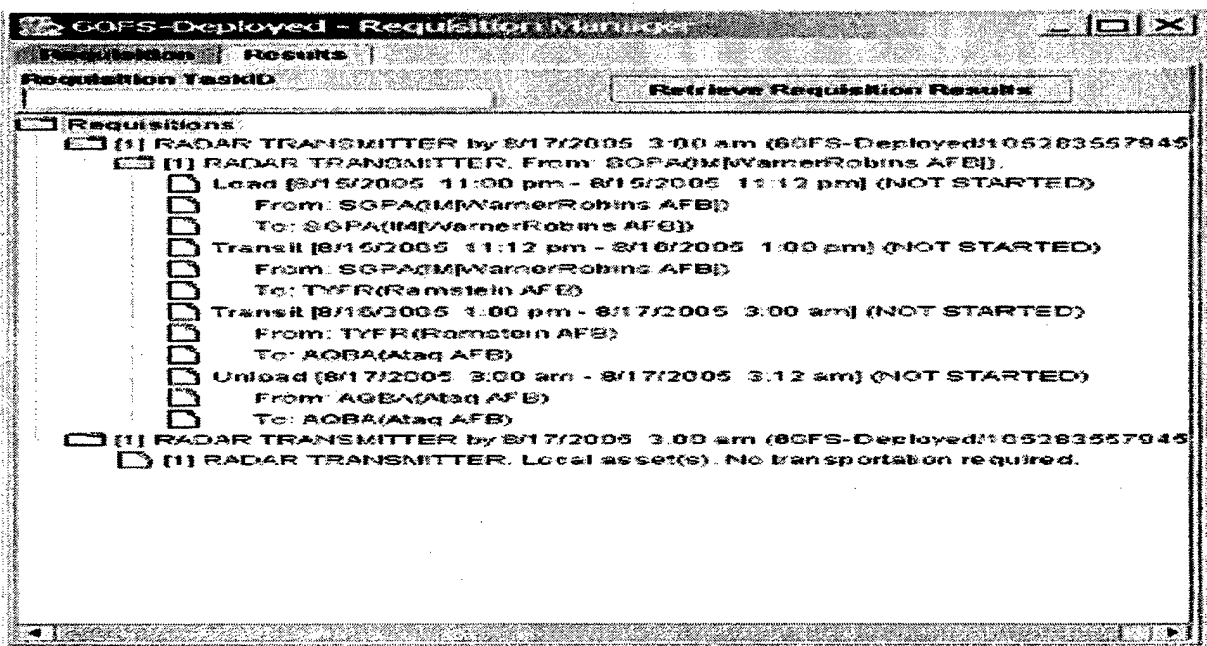 60FS-Deployed - Requisition Manager
Requisition Results
Requisition TaskID
Retrieve Requisition Results
Requisitions
[1] RADAR TRANSMITTER by 8/17/2005 3:00 am (60FS-Deployed/105283557945
[1] RADAR TRANSMITTER. From: SGPA(IM[WarnerRobins AFB]).
Load [8/15/2005 11:00 pm - 8/15/2005 11:12 pm] (NOT STARTED)
From: SGPA(IM[WarnerRobins AFB])
To: SGPA(IM[WarnerRobins AFB])
Transit [8/15/2005 11:12 pm - 8/16/2005 1:00 pm] (NOT STARTED)
From: SGPA(IM[WarnerRobins AFB])
To: TYFR(Ramstein AFB)
Transit [8/16/2005 1:00 pm - 8/17/2005 3:00 am] (NOT STARTED)
From: TYFR(Ramstein AFB)
To: AQBA(Ataq AFB)
Unload [8/17/2005 3:00 am - 8/17/2005 3:12 am] (NOT STARTED)
From: AQBA(Ataq AFB)
To: AQBA(Ataq AFB)
[1] RADAR TRANSMITTER by 8/17/2005 3:00 am (60FS-Deployed/105283557945
[1] RADAR TRANSMITTER. Local asset(s). No transportation required.